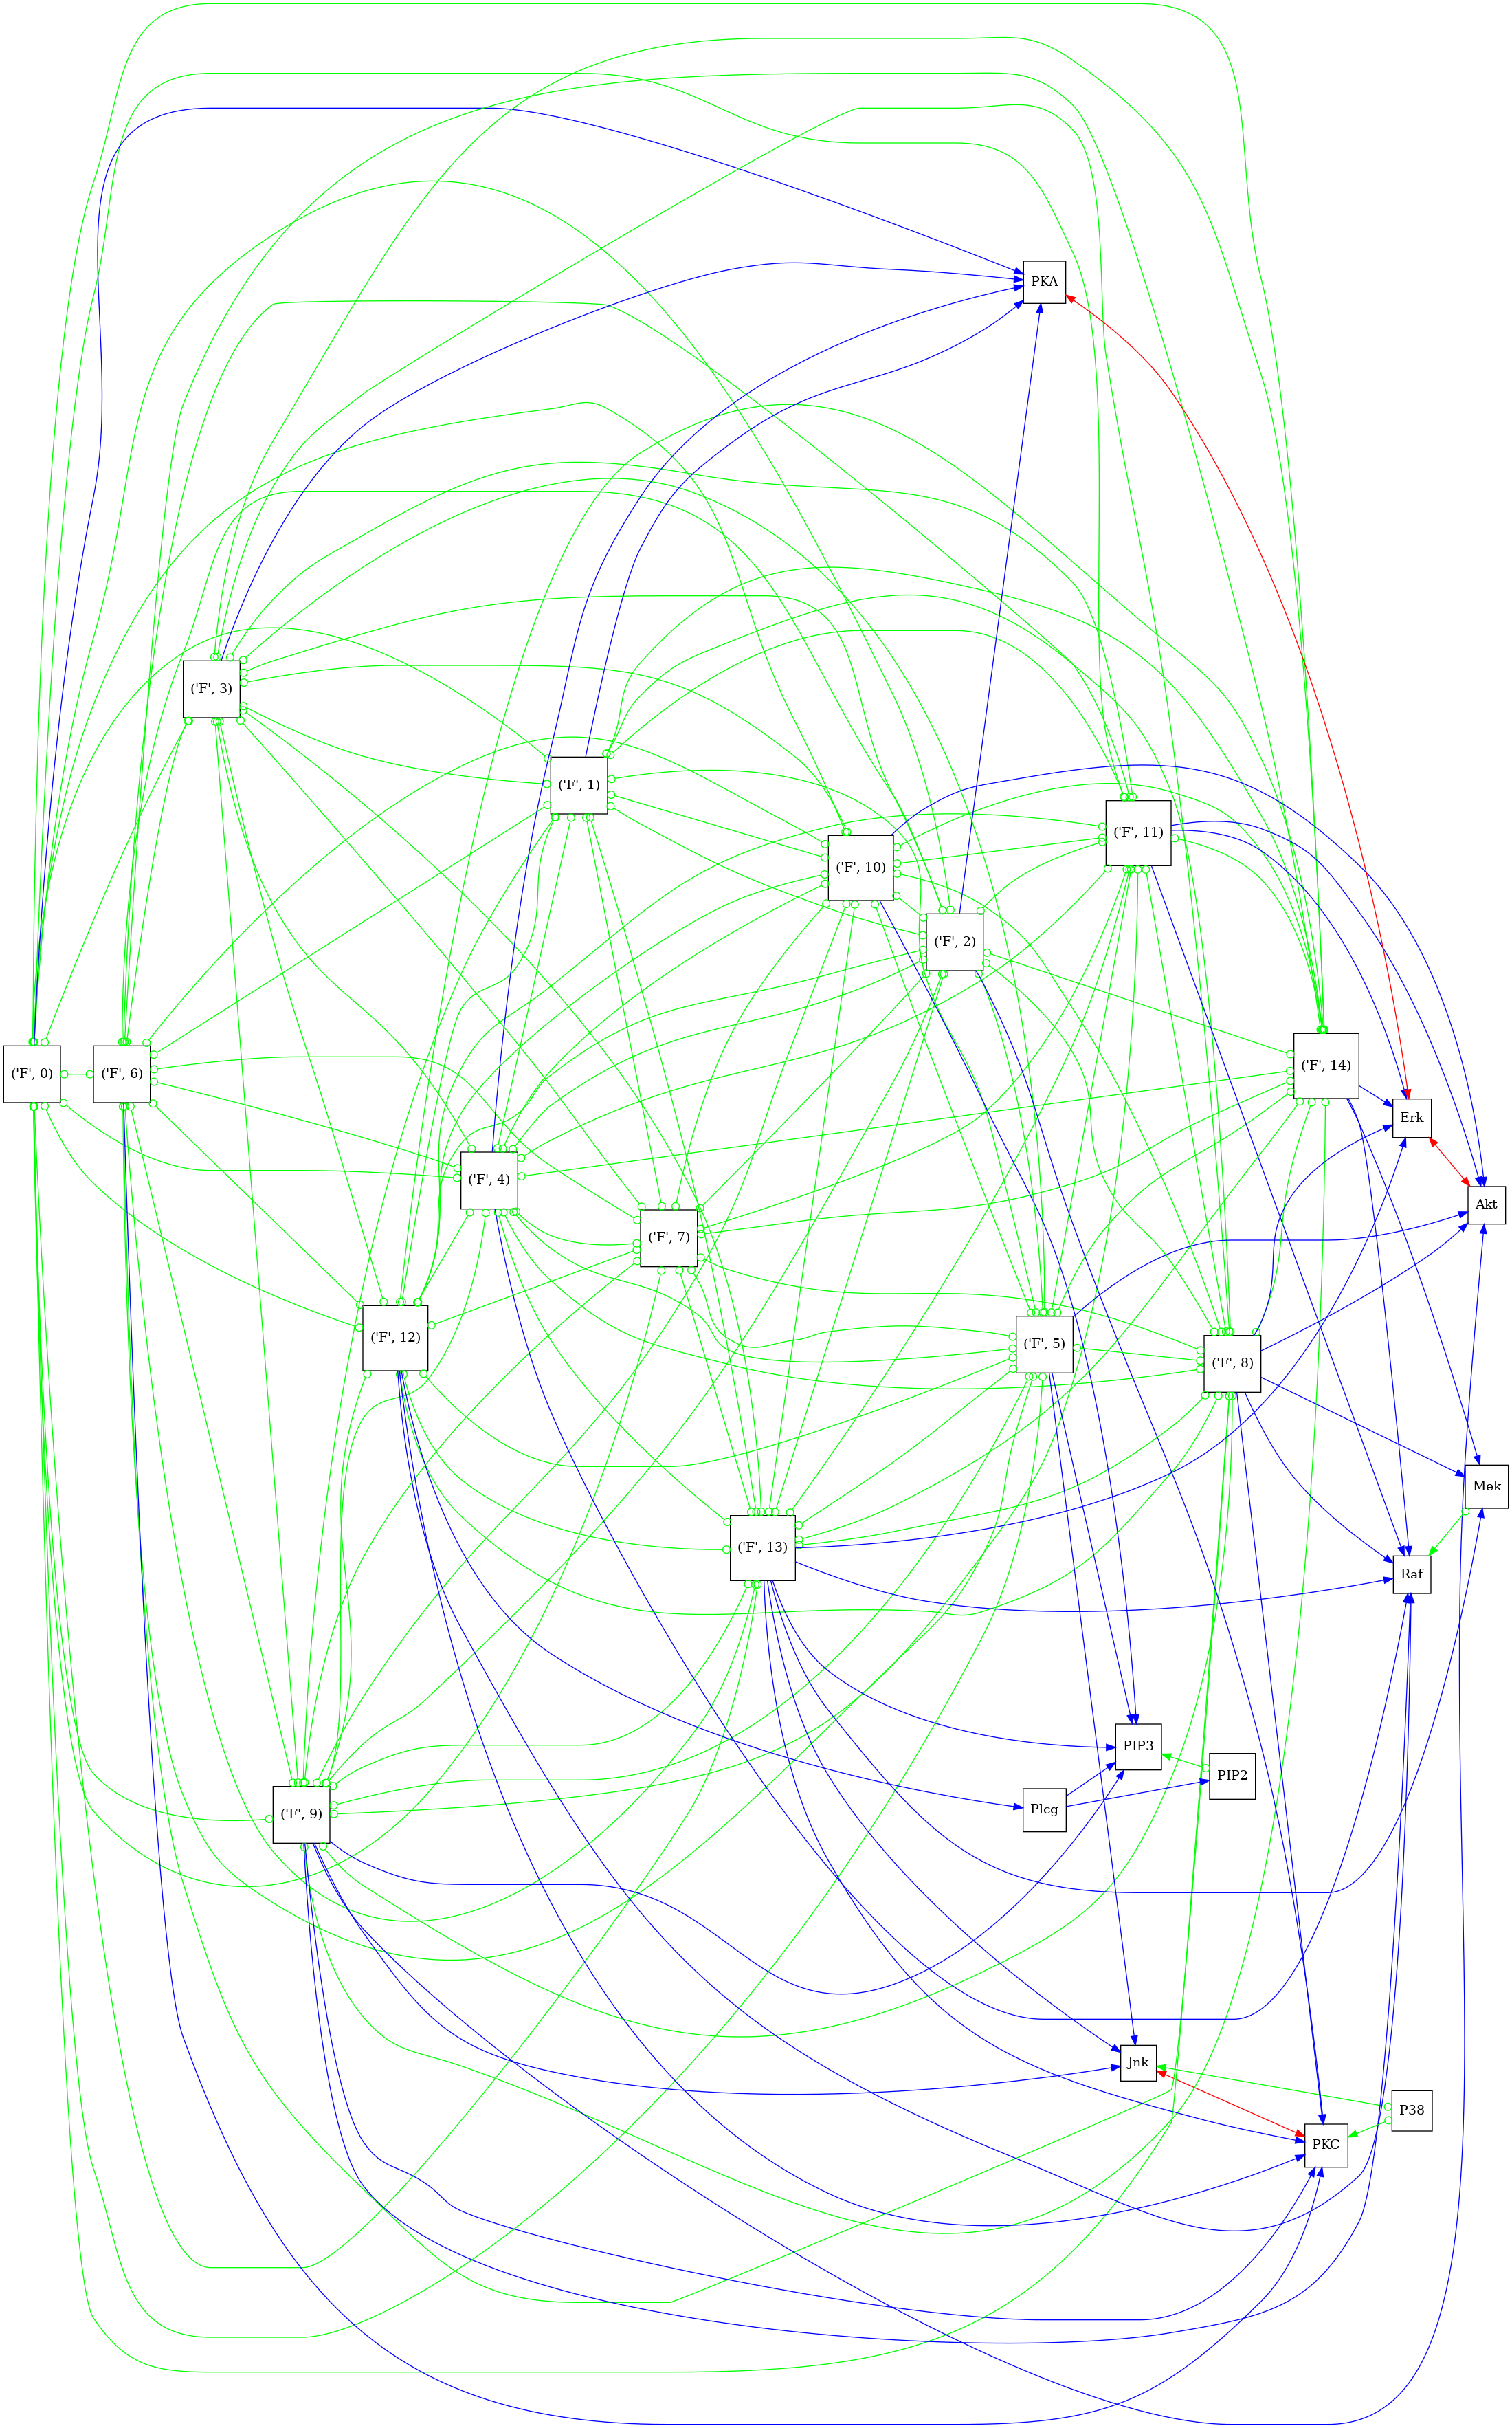 PKA
('F', 3)
('F', 1)
('F', 11)
('F', 10)
('F', 2)
('F', 14)
('F', 0)
('F', 6)
Erk
('F', 4)
Akt
('F', 7)
('F', 12)
('F', 5)
('F', 8)
Mek
('F', 13)
Raf
PIP3
PIP2
Plcg
('F', 9)
Jnk
P38
PKC